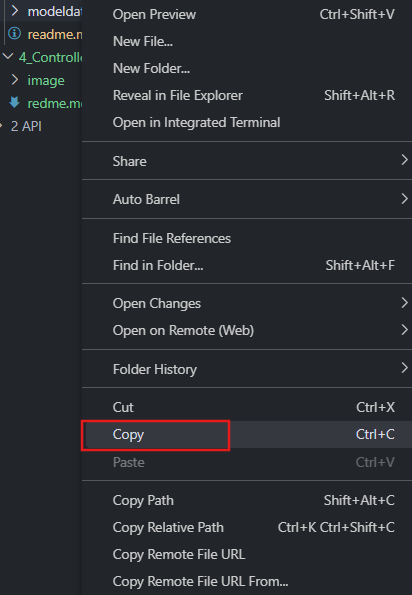 modeldat
readme.m
4_Controlle
image
redme.md
2 API
Open Preview Ctrl+Shift+V
New File...
New Folder...
Reveal in File Explorer Shift+Alt+R
Open in Integrated Terminal
Share
Auto Barrel
Find File References
Find in Folder... Shift+Alt+F
Open Changes
Open on Remote (Web)
Folder History
Cut Ctrl+X
Copy Ctrl+C
Paste Ctrl+V
Copy Path Shift+Alt+C
Copy Relative Path Ctrl+K Ctrl+Shift+C
Copy Remote File URL
Copy Remote File URL From...